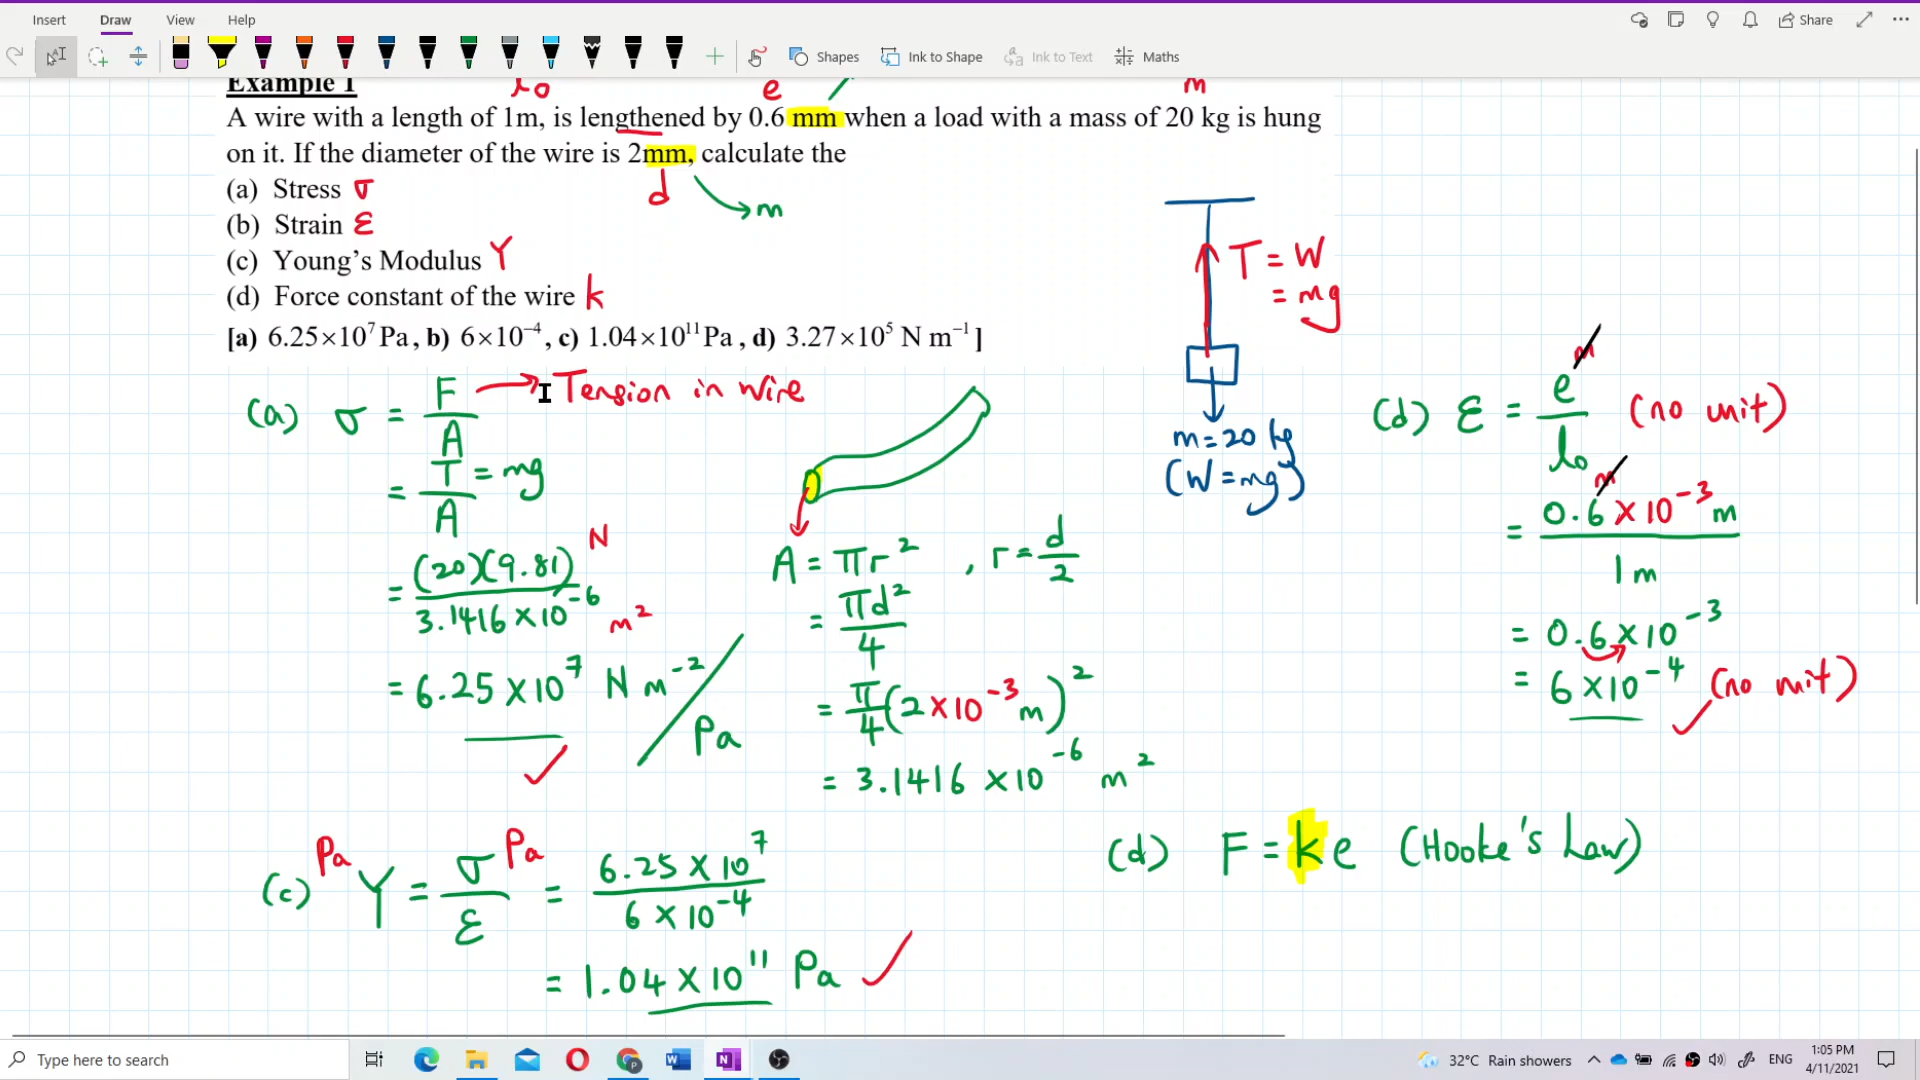 Insert Draw View Help
Share
Shapes Ink to Shape Ink to Text Maths
Example 1
l₀ e m
A wire with a length of 1m, is lengthened by 0.6 mm when a load with a mass of 20 kg is hung
on it. If the diameter of the wire is 2mm, calculate the
d → m
(a) Stress σ
(b) Strain ε
(c) Young's Modulus Y
(d) Force constant of the wire k
[a) 6.25×10⁷ Pa, b) 6×10⁻⁴, c) 1.04×10¹¹ Pa, d) 3.27×10⁵ N m⁻¹]
T = W
= mg
m = 20 kg
(W = mg)
(a) σ = F/A → Tension in wire
= T/A = mg
= (20)(9.81) N / 3.1416 × 10⁻⁶ m²
= 6.25 × 10⁷ N m⁻² / Pa
A = πr², r = d/2
= πd²/4
= π/4 (2 × 10⁻³ m)²
= 3.1416 × 10⁻⁶ m²
(d) ε = e m / l₀ m (no unit)
= 0.6 × 10⁻³ m / 1 m
= 0.6 × 10⁻³
= 6 × 10⁻⁴ (no unit)
(c) Pa Y = σ Pa / ε = 6.25 × 10⁷ / 6 × 10⁻⁴
= 1.04 × 10¹¹ Pa
(d) F = ke (Hooke's Law)
Type here to search
32°C Rain showers
ENG
1:05 PM
4/11/2021